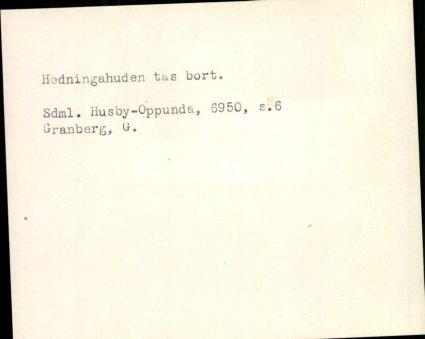 Hedningahuden tas bort.
Sdml. Husby-Oppunda, 6950, s.6
Granberg, G.